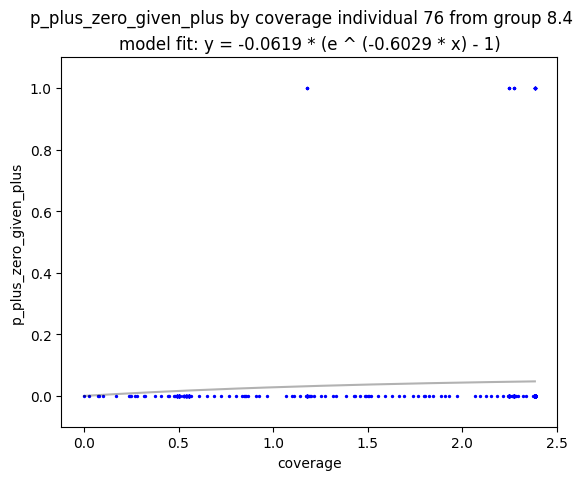 p_plus_zero_given_plus by coverage individual 76 from group 8.4
model fit: y = -0.0619 * (e ^ (-0.6029 * x) - 1)
1.0
0.8
0.6
0.4
0.2
0.0
p_plus_zero_given_plus
0.0 0.5 1.0 1.5 2.0 2.5
coverage